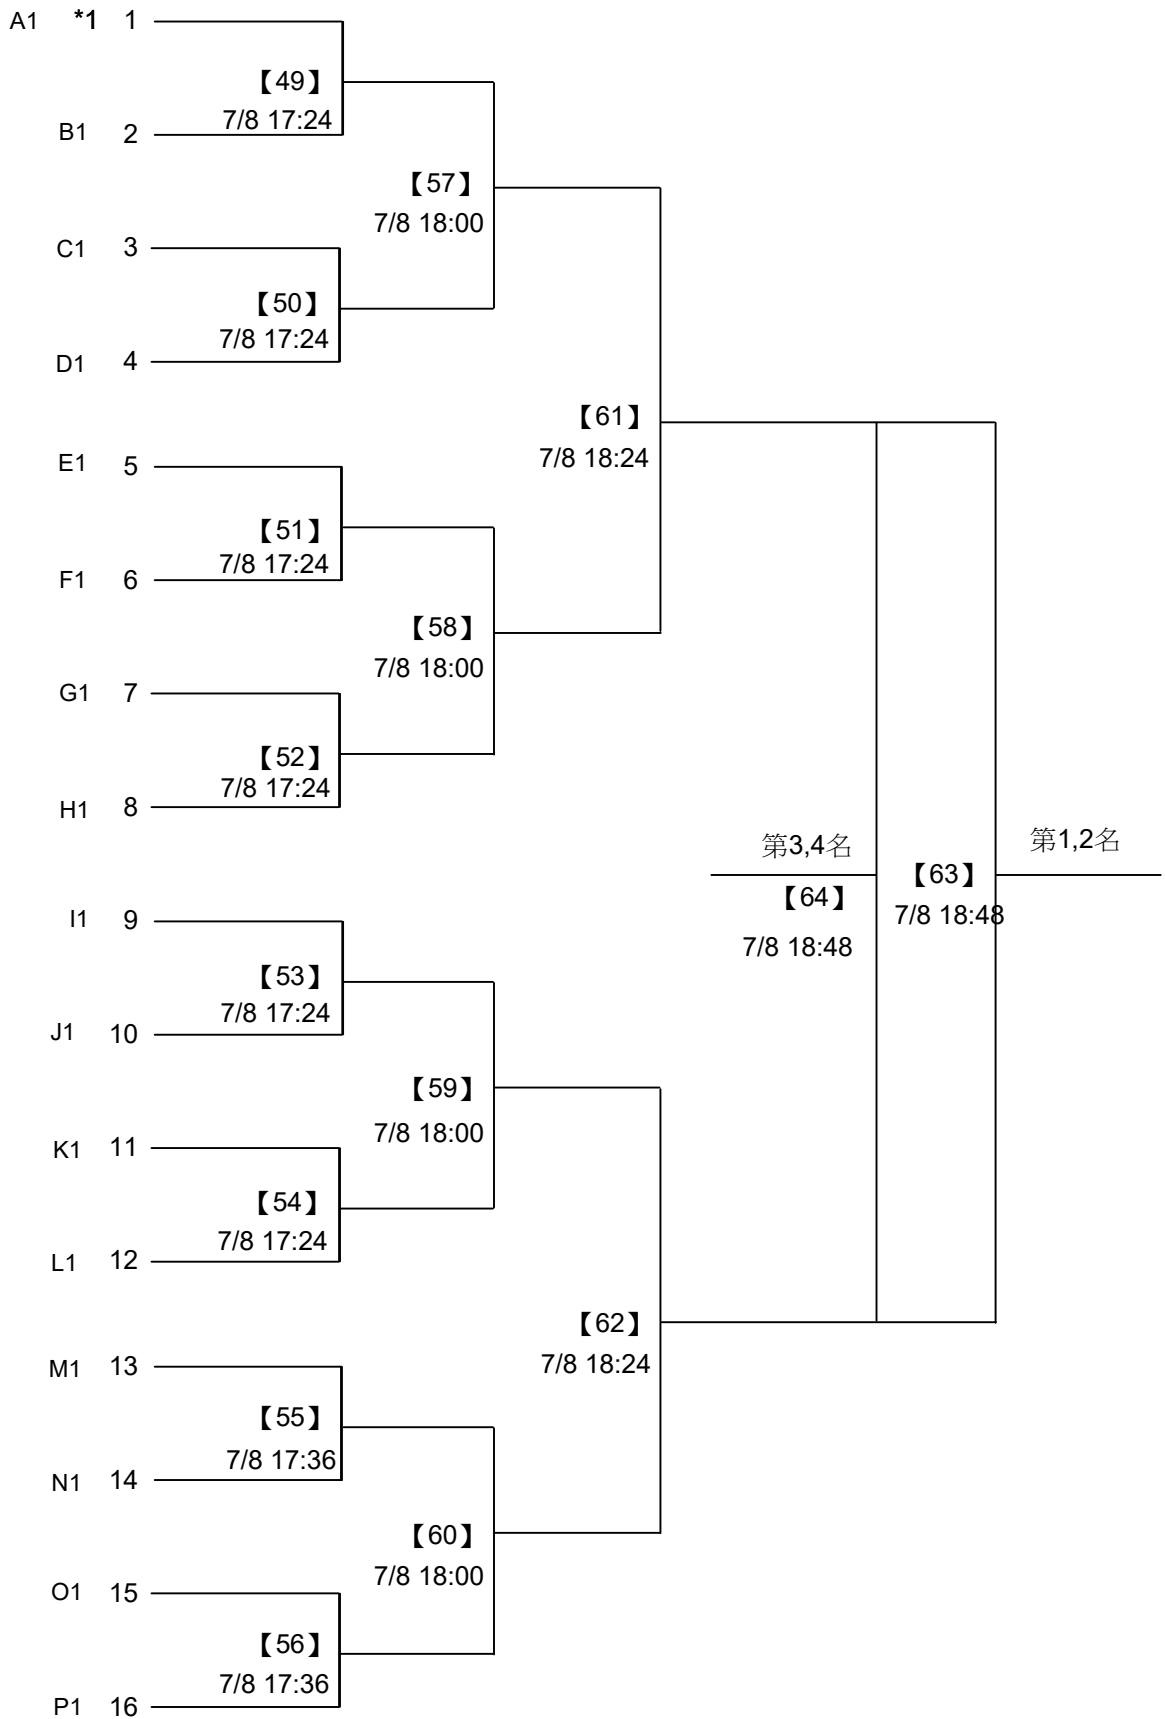 A1 *1 1
【49】
7/8 17:24
B1 2
【57】
7/8 18:00
C1 3
【50】
7/8 17:24
D1 4
【61】
7/8 18:24
E1 5
【51】
7/8 17:24
F1 6
【58】
7/8 18:00
G1 7
【52】
7/8 17:24
H1 8
第3,4名
【64】
7/8 18:48
【63】
7/8 18:48
第1,2名
I1 9
【53】
7/8 17:24
J1 10
【59】
7/8 18:00
K1 11
【54】
7/8 17:24
L1 12
【62】
7/8 18:24
M1 13
【55】
7/8 17:36
N1 14
【60】
7/8 18:00
O1 15
【56】
7/8 17:36
P1 16